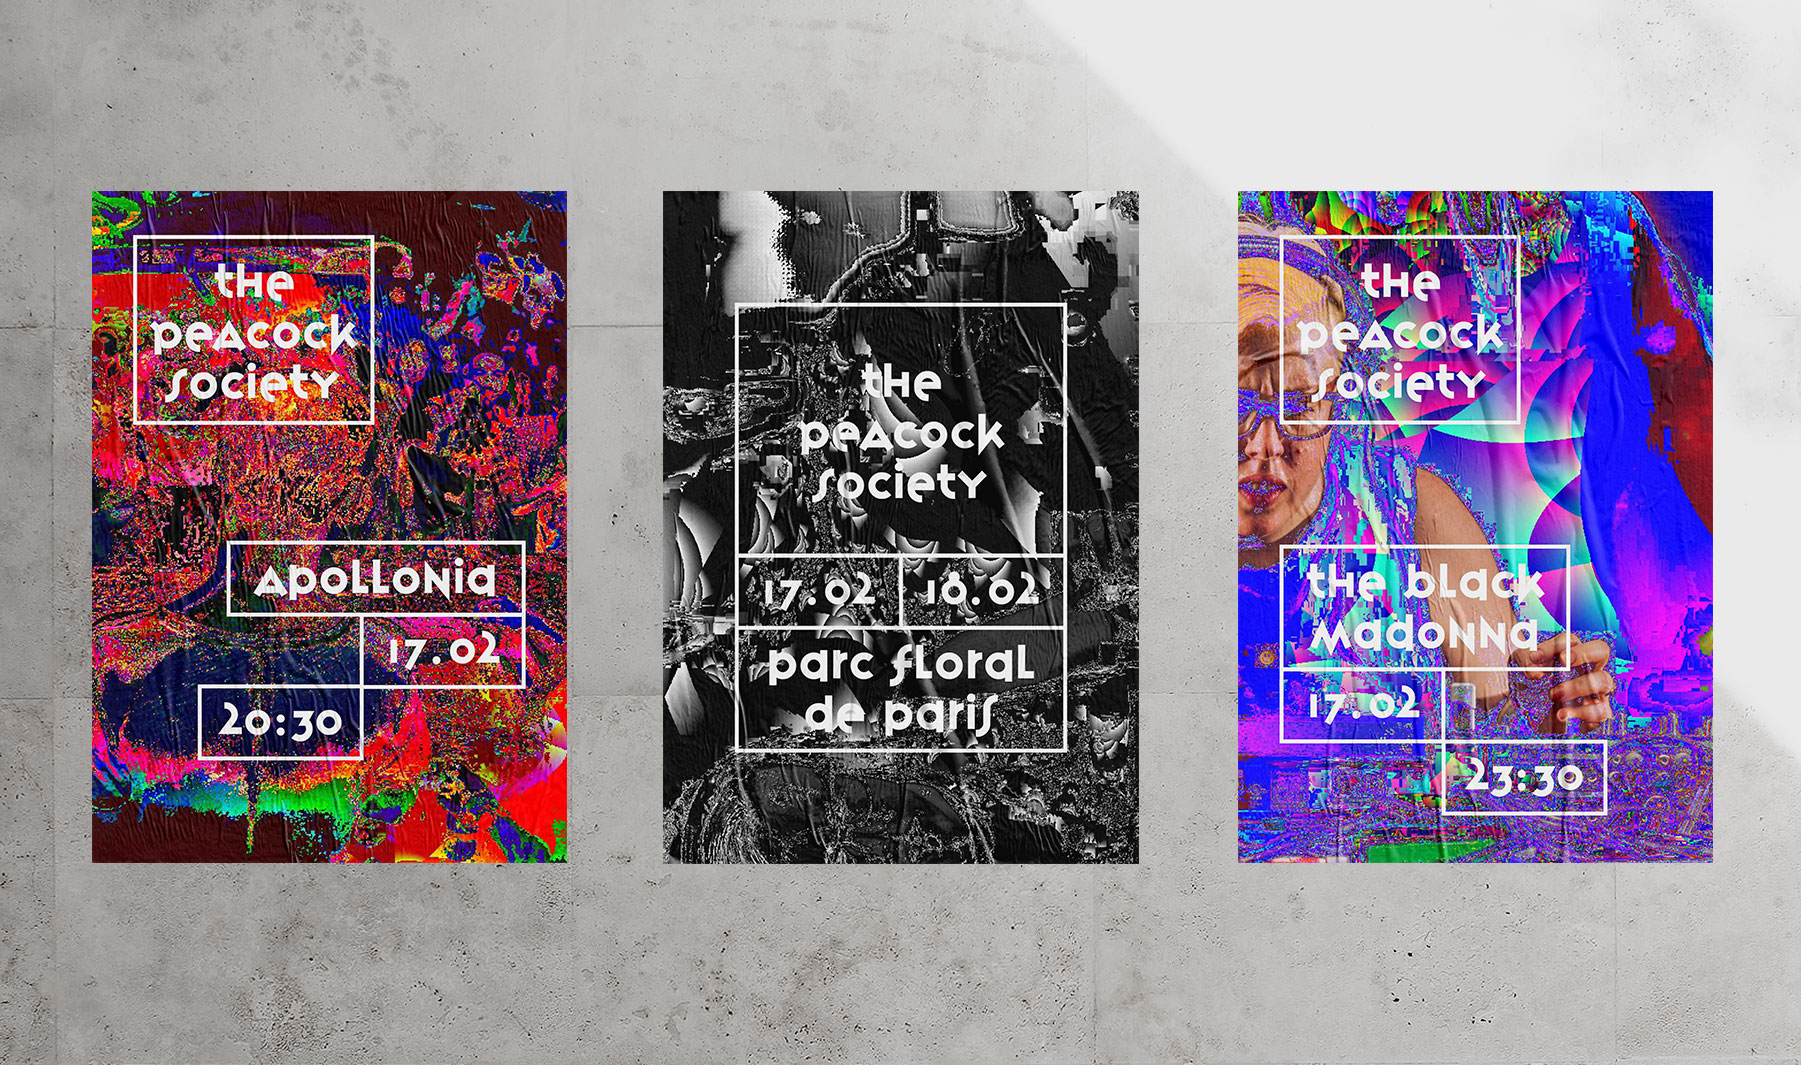 the
peacock
society
Apollonia
17.02
20:30
the
peacock
society
17.02
18.02
parc floral
de paris
the
peacock
society
the black
Madonna
17.02
23:30